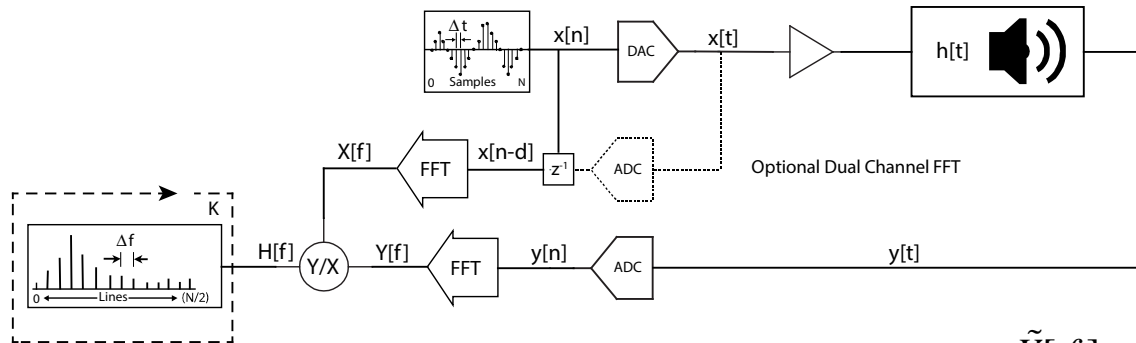 Δt
x[n]
DAC
x[t]
h[t]
0 Samples N
X[f]
FFT
x[n-d]
z⁻¹
ADC
Optional Dual Channel FFT
K
Δf
H[f]
Y/X
Y[f]
FFT
y[n]
ADC
y[t]
0 Lines (N/2)